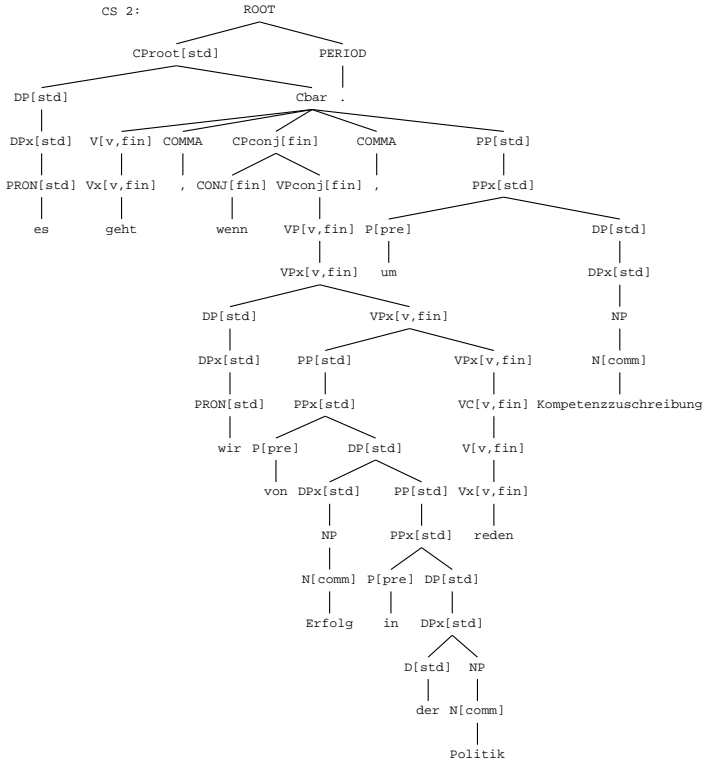 CS 2: ROOT
CProot[std] PERIOD
DP[std] Cbar .
DPx[std] V[v,fin] COMMA CPconj[fin] COMMA PP[std]
PRON[std] Vx[v,fin] , CONJ[fin] VPconj[fin] , PPx[std]
es geht wenn VP[v,fin] P[pre] DP[std]
VPx[v,fin] um DPx[std]
DP[std] VPx[v,fin] NP
DPx[std] PP[std] VPx[v,fin] N[comm]
PRON[std] PPx[std] VC[v,fin] Kompetenzzuschreibung
wir P[pre] DP[std] V[v,fin]
von DPx[std] PP[std] Vx[v,fin]
NP PPx[std] reden
N[comm] P[pre] DP[std]
Erfolg in DPx[std]
D[std] NP
der N[comm]
Politik